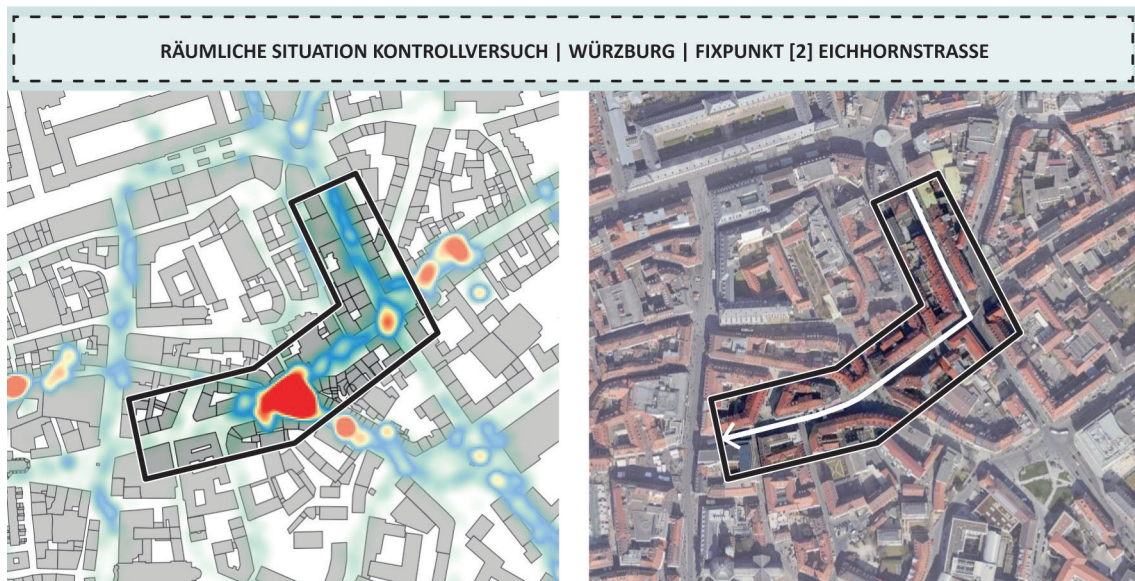 RÄUMLICHE SITUATION KONTROLLVERSUCH | WÜRZBURG | FIXPUNKT [2] EICHHORNSTRASSE